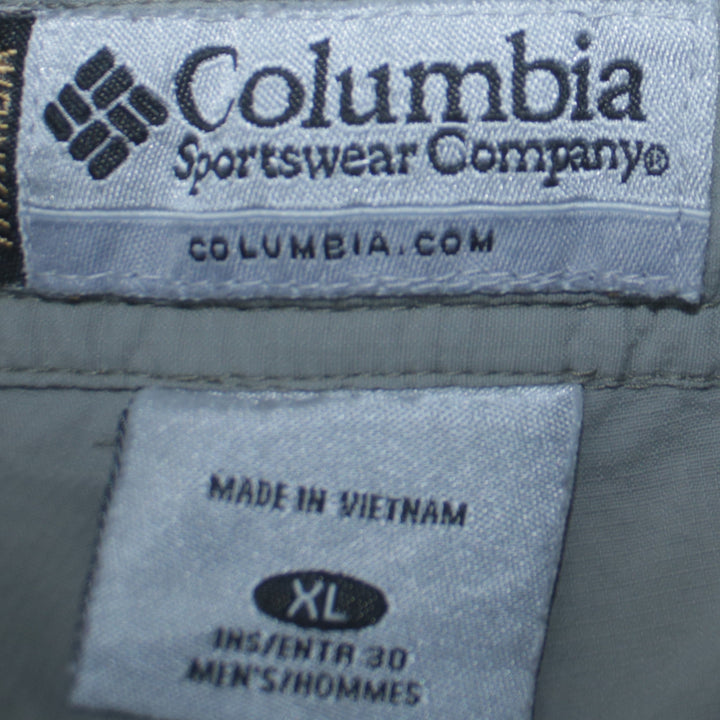 Columbia
Sportswear Company®
COLUMBIA.COM
MADE IN VIETNAM
XL
INS/ENTR 30
MEN'S/HOMMES